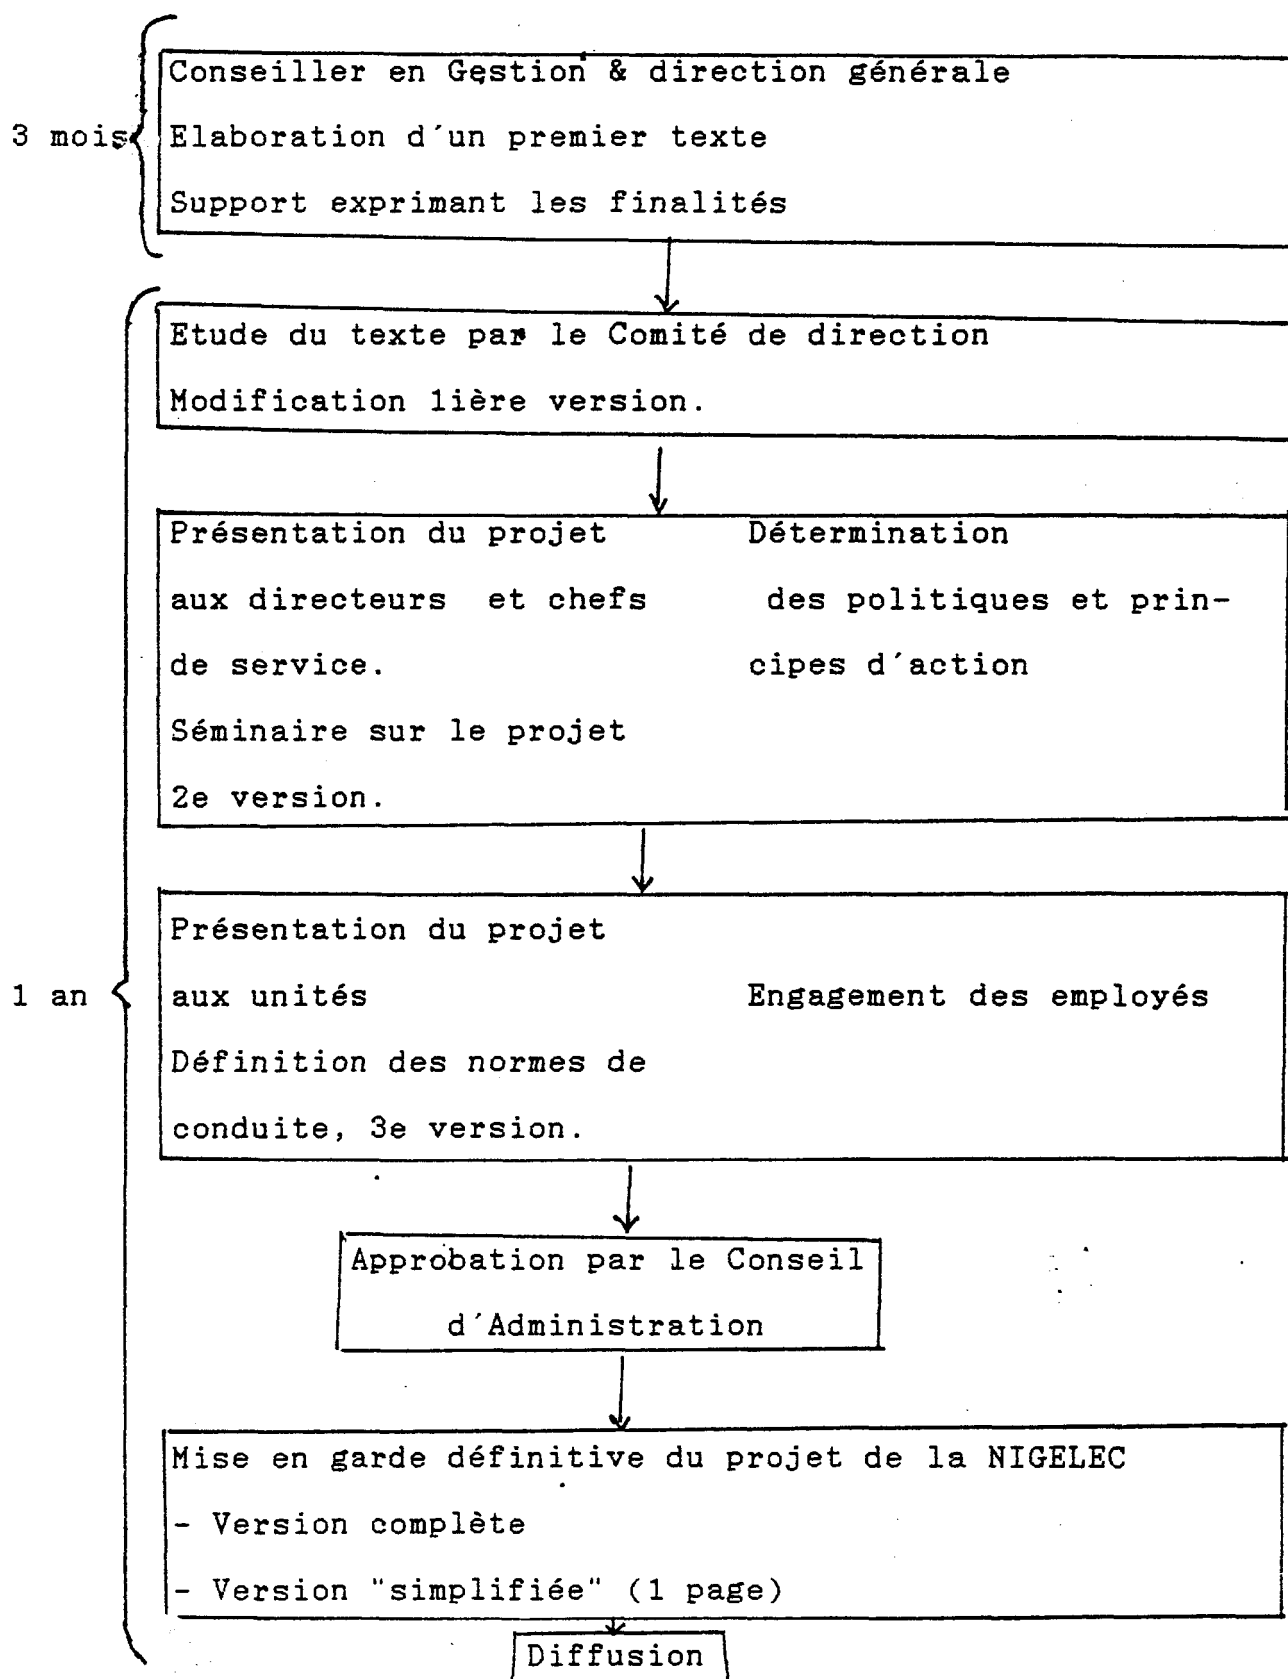 Conseiller en Gestion & direction générale
3 mois
Elaboration d'un premier texte
Support exprimant les finalités
Etude du texte par le Comité de direction
Modification 1ière version.
Présentation du projet
aux directeurs et chefs
de service.
Séminaire sur le projet
2e version.
Détermination
des politiques et prin-
cipes d'action
1 an
Présentation du projet
aux unités
Définition des normes de
conduite, 3e version.
Engagement des employés
Approbation par le Conseil
d'Administration
Mise en garde définitive du projet de la NIGELEC
- Version complète
- Version "simplifiée" (1 page)
Diffusion